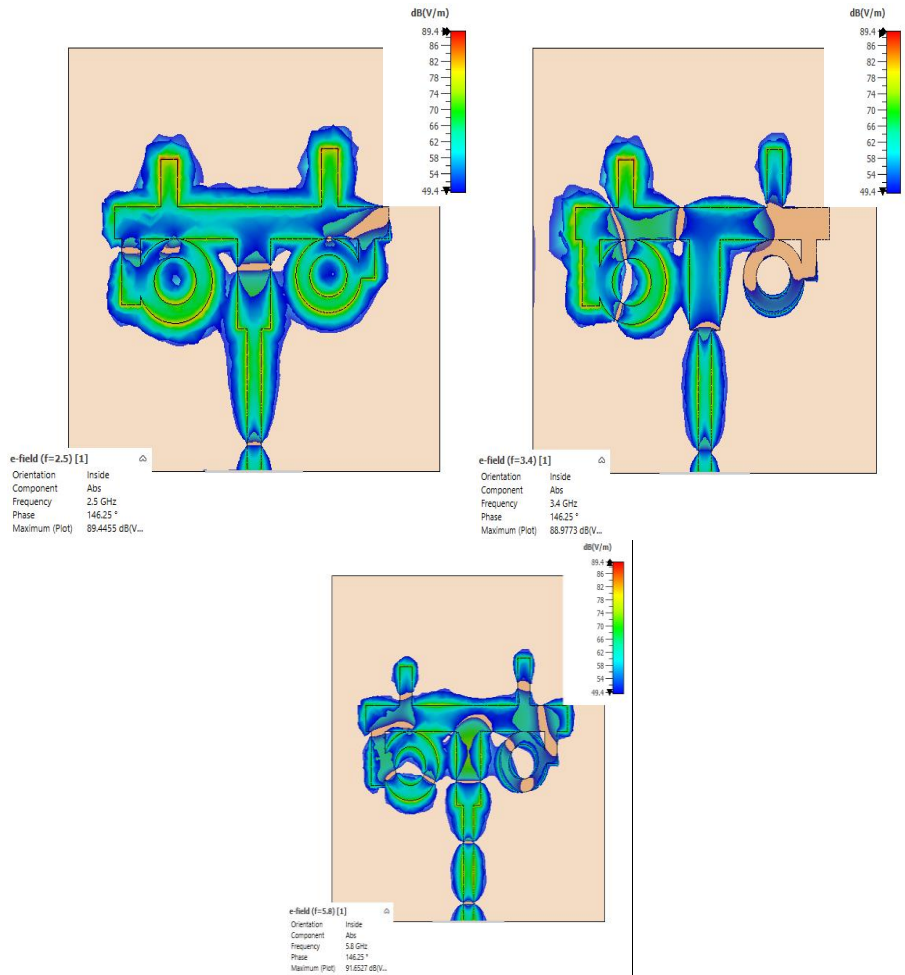 dB(V/m)
89.4
86
82
78
74
70
66
62
58
54
49.4
e-field (f=2.5) [1]
Orientation Inside
Component Abs
Frequency 2.5 GHz
Phase 146.25 °
Maximum (Plot) 89.4455 dB(V...
dB(V/m)
89.4
86
82
78
74
70
66
62
58
54
49.4
e-field (f=3.4) [1]
Orientation Inside
Component Abs
Frequency 3.4 GHz
Phase 146.25 °
Maximum (Plot) 88.9773 dB(V...
dB(V/m)
89.4
86
82
78
74
70
66
62
58
54
49.4
e-field (f=5.8) [1]
Orientation Inside
Component Abs
Frequency 5.8 GHz
Phase 146.25 °
Maximum (Plot) 91.6527 dB(V...